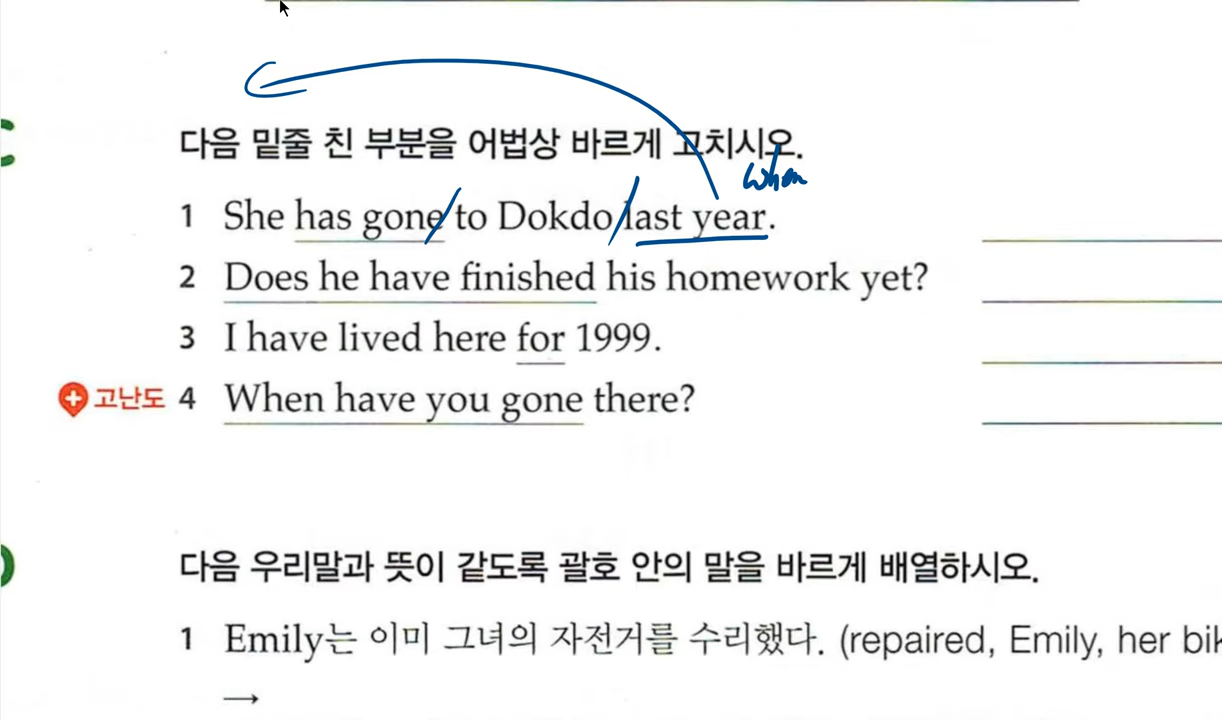 다음 밑줄 친 부분을 어법상 바르게 고치시오.
when
1 She has gone to Dokdo last year.
2 Does he have finished his homework yet?
3 I have lived here for 1999.
고난도 4 When have you gone there?
다음 우리말과 뜻이 같도록 괄호 안의 말을 바르게 배열하시오.
1 Emily는 이미 그녀의 자전거를 수리했다. (repaired, Emily, her
→